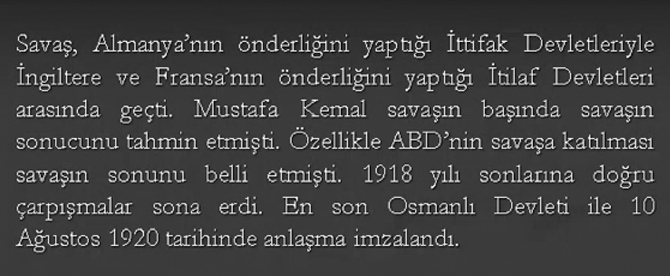 Savaş, Almanya’nın önderliğini yaptığı İttifak Devletleriyle
İngiltere ve Fransa’nın önderliğini yaptığı İtilaf Devletleri
arasında geçti. Mustafa Kemal savaşın başında savaşın
sonucunu tahmin etmişti. Özellikle ABD’nin savaşa katılması
savaşın sonunu belli etmişti. 1918 yılı sonlarına doğru
çarpışmalar sona erdi. En son Osmanlı Devleti ile 10
Ağustos 1920 tarihinde anlaşma imzalandı.